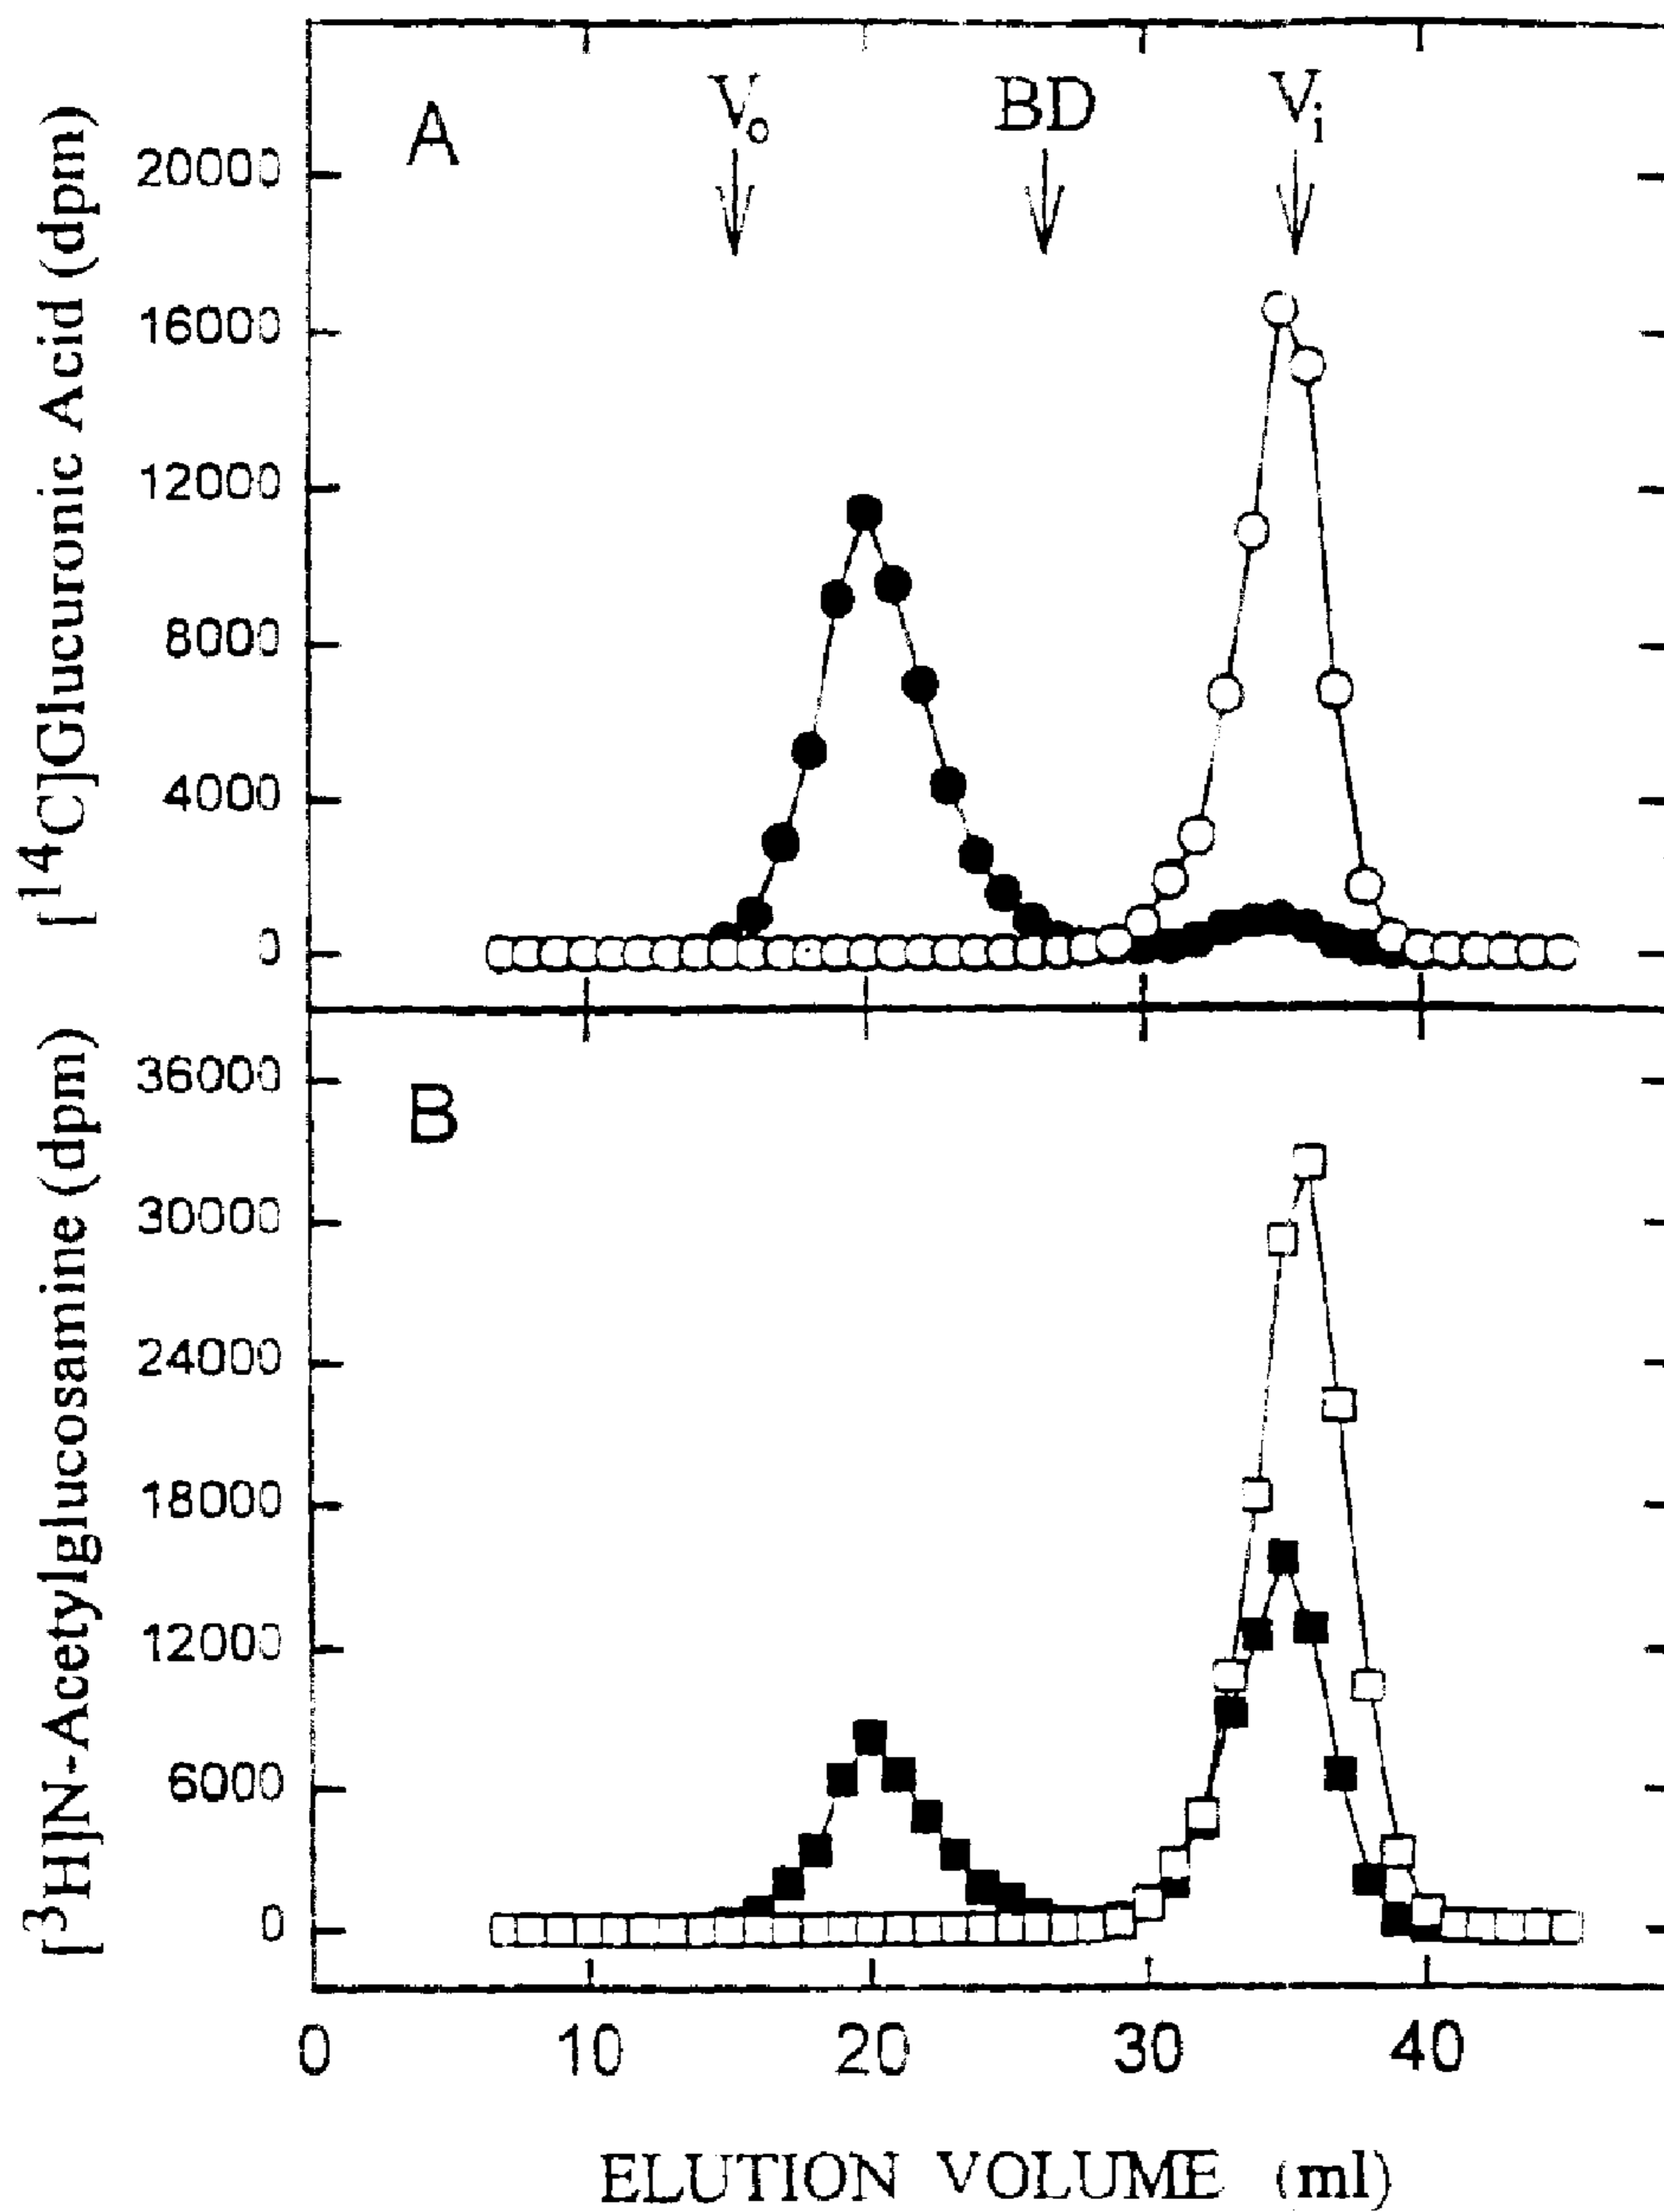 A
V₀ BD Vᵢ
[¹⁴C]Glucuronic Acid (dpm)
20000
16000
12000
8000
4000
0
B
[³H]N-Acetylglucosamine (dpm)
36000
30000
24000
18000
12000
6000
0
0 10 20 30 40
ELUTION VOLUME (ml)